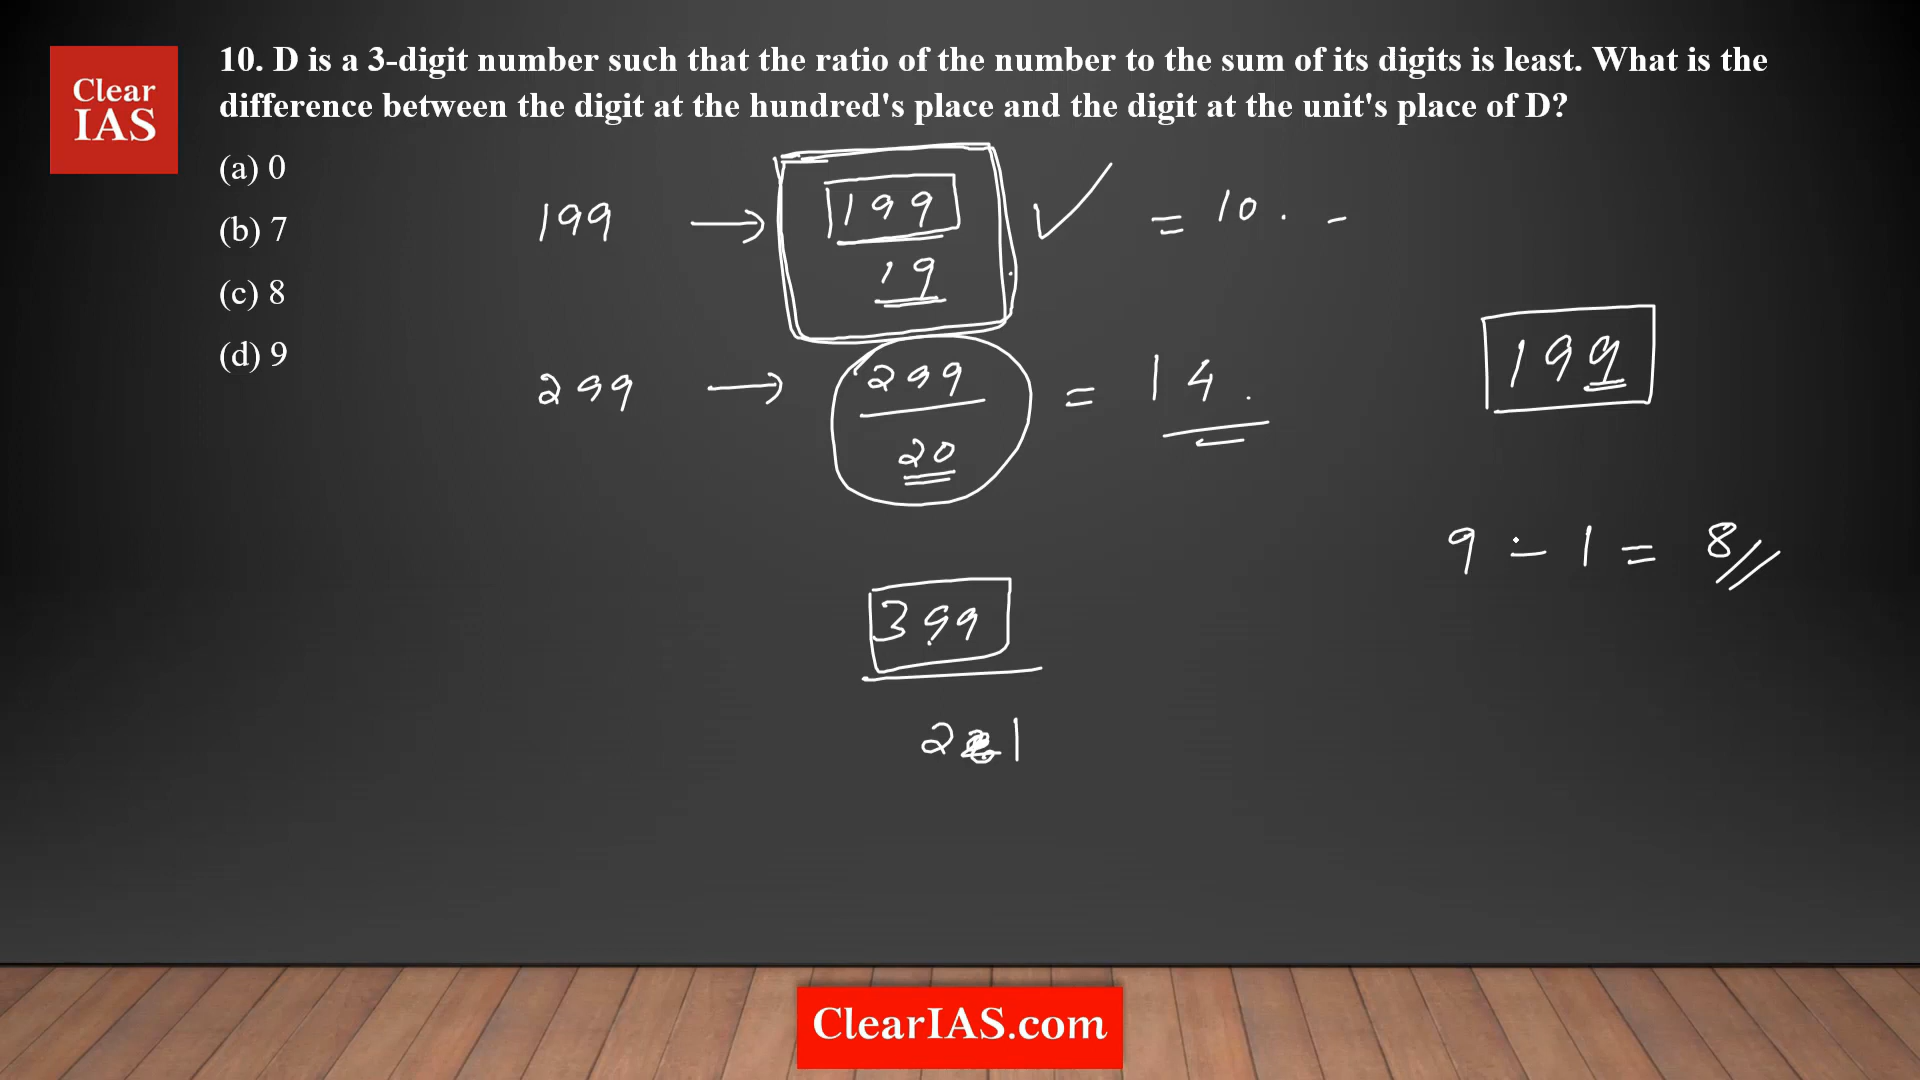 Clear
IAS
10. D is a 3-digit number such that the ratio of the number to the sum of its digits is least. What is the
difference between the digit at the hundred's place and the digit at the unit's place of D?
(a) 0
(b) 7
(c) 8
(d) 9
199 → 199 / 19 ✓ = 10. -
299 → 299 / 20 = 14.
399
2 1
199
9 - 1 = 8//
ClearIAS.com